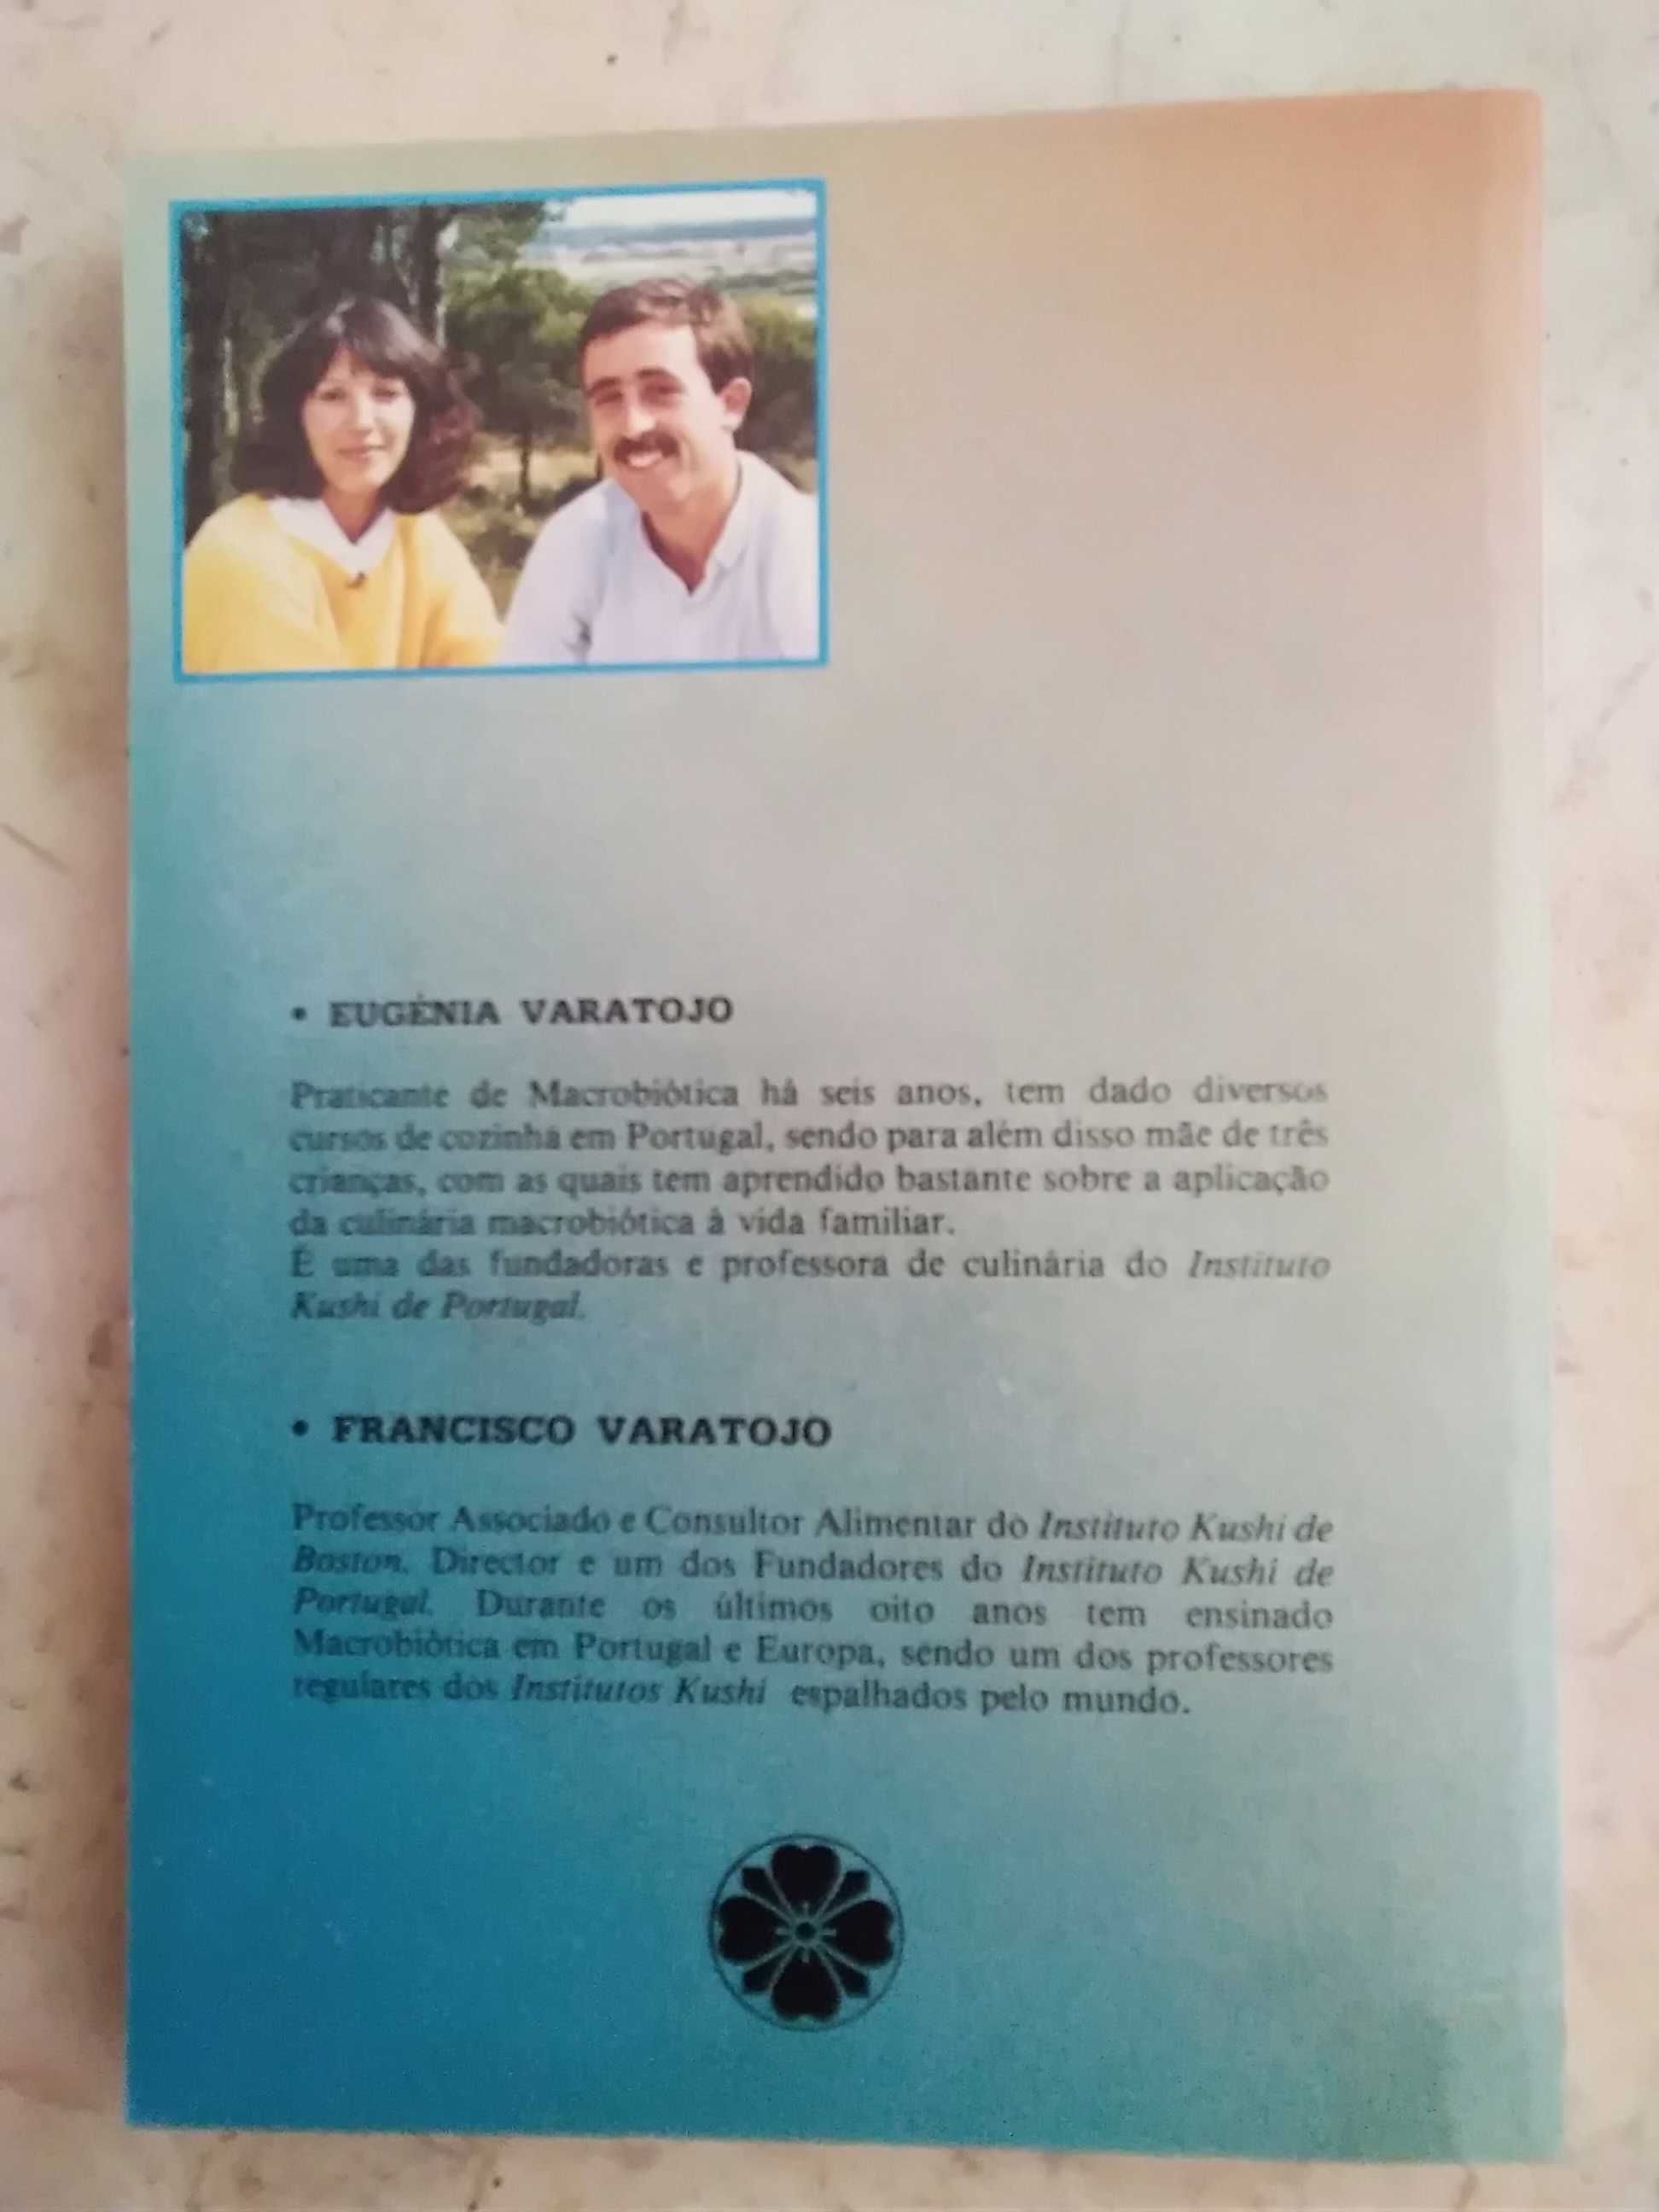 • EUGÉNIA VARATOJO
Praticante de Macrobiótica há seis anos, tem dado diversos
cursos de cozinha em Portugal, sendo para além disso mãe de três
crianças, com as quais tem aprendido bastante sobre a aplicação
da culinária macrobiótica à vida familiar.
É uma das fundadoras e professora de culinária do Instituto
Kushi de Portugal.
• FRANCISCO VARATOJO
Professor Associado e Consultor Alimentar do Instituto Kushi de
Boston. Director e um dos Fundadores do Instituto Kushi de
Portugal. Durante os últimos oito anos tem ensinado
Macrobiótica em Portugal e Europa, sendo um dos professores
regulares dos Institutos Kushi espalhados pelo mundo.